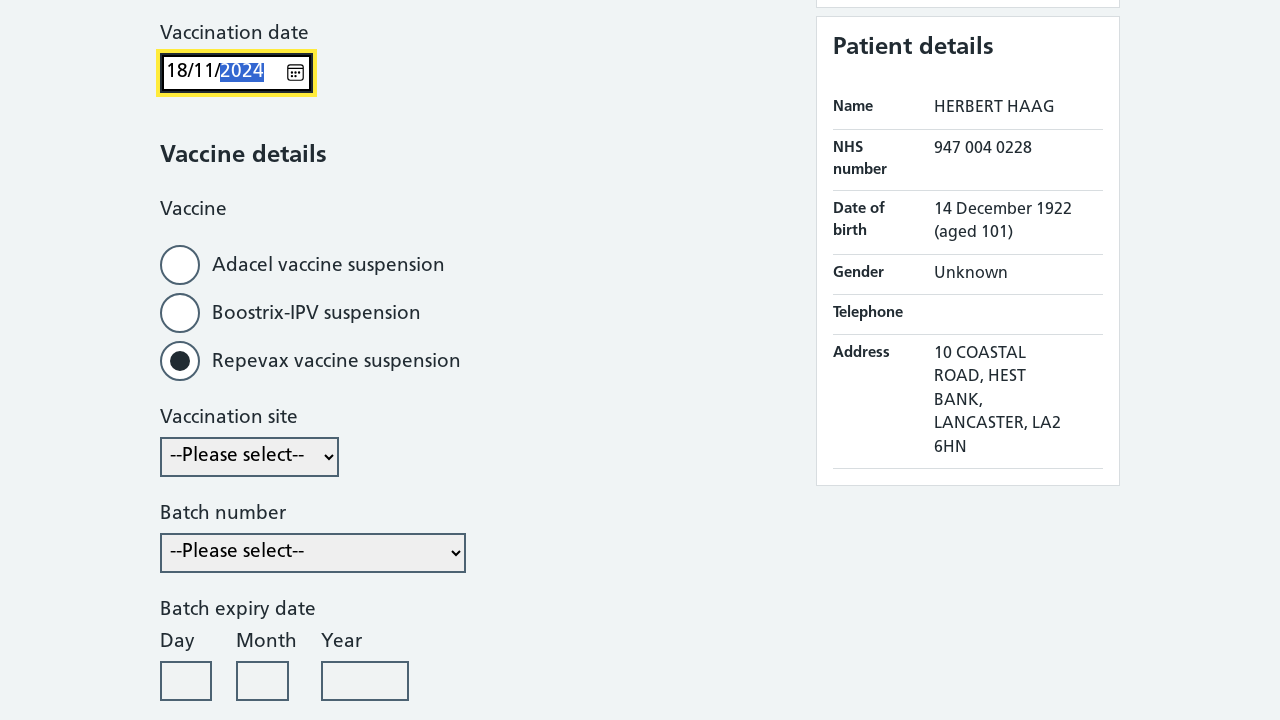 Vaccination date
18/11/2024
Vaccine details
Vaccine
Adacel vaccine suspension
Boostrix-IPV suspension
Repevax vaccine suspension
Vaccination site
--Please select--
Batch number
--Please select--
Batch expiry date
Day Month Year
Patient details
Name HERBERT HAAG
NHS 947 004 0228
number
Date of 14 December 1922
birth (aged 101)
Gender Unknown
Telephone
Address 10 COASTAL
ROAD, HEST
BANK,
LANCASTER, LA2
6HN